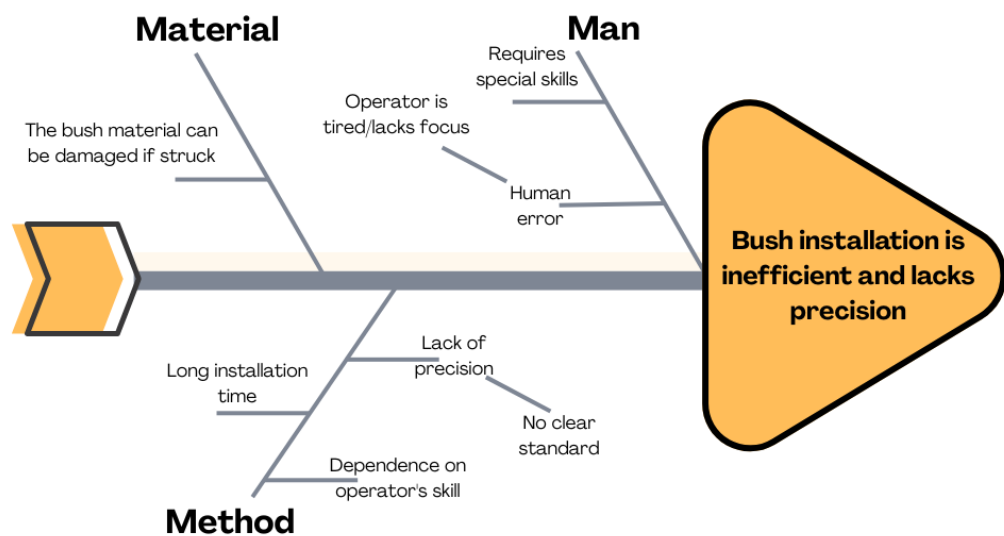 Material
Man
Requires
special skills
Operator is
tired/lacks focus
The bush material can
be damaged if struck
Human
error
Bush installation is
inefficient and lacks
precision
Lack of
precision
Long installation
time
No clear
standard
Dependence on
operator's skill
Method